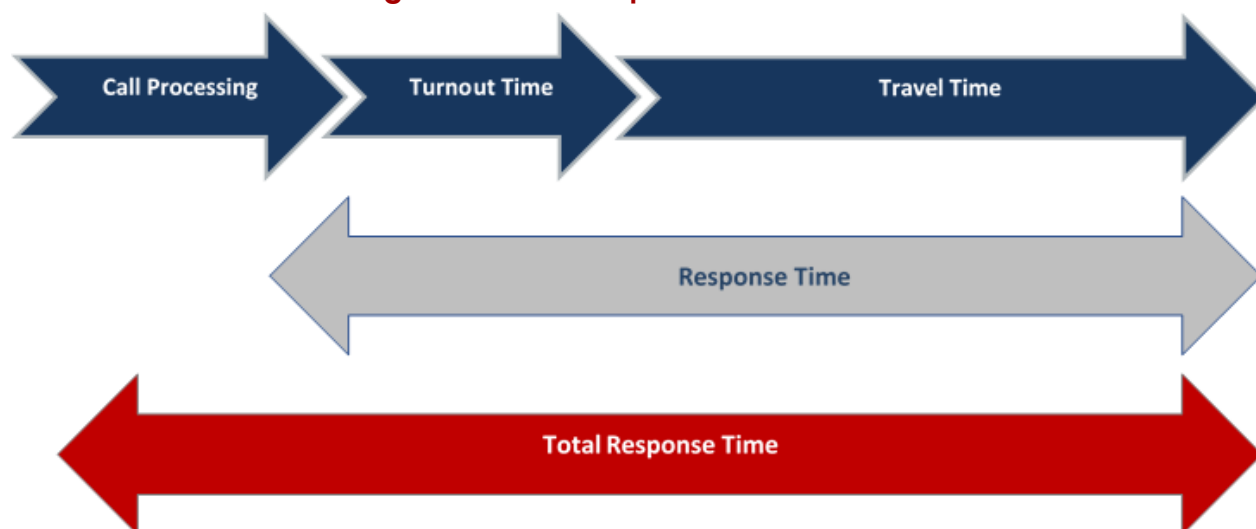 Call Processing
Turnout Time
Travel Time
Response Time
Total Response Time